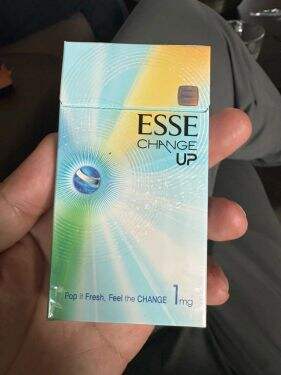 ESSE
CHANGE
UP
Pop it Fresh, Feel the CHANGE 1mg